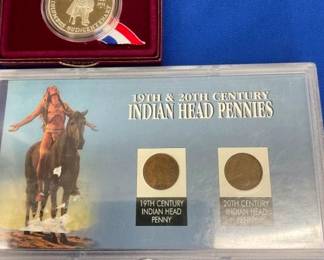 19TH & 20TH CENTURY
INDIAN HEAD PENNIES
19TH CENTURY
INDIAN HEAD
PENNY
20TH CENTURY
INDIAN HEAD
PENNY